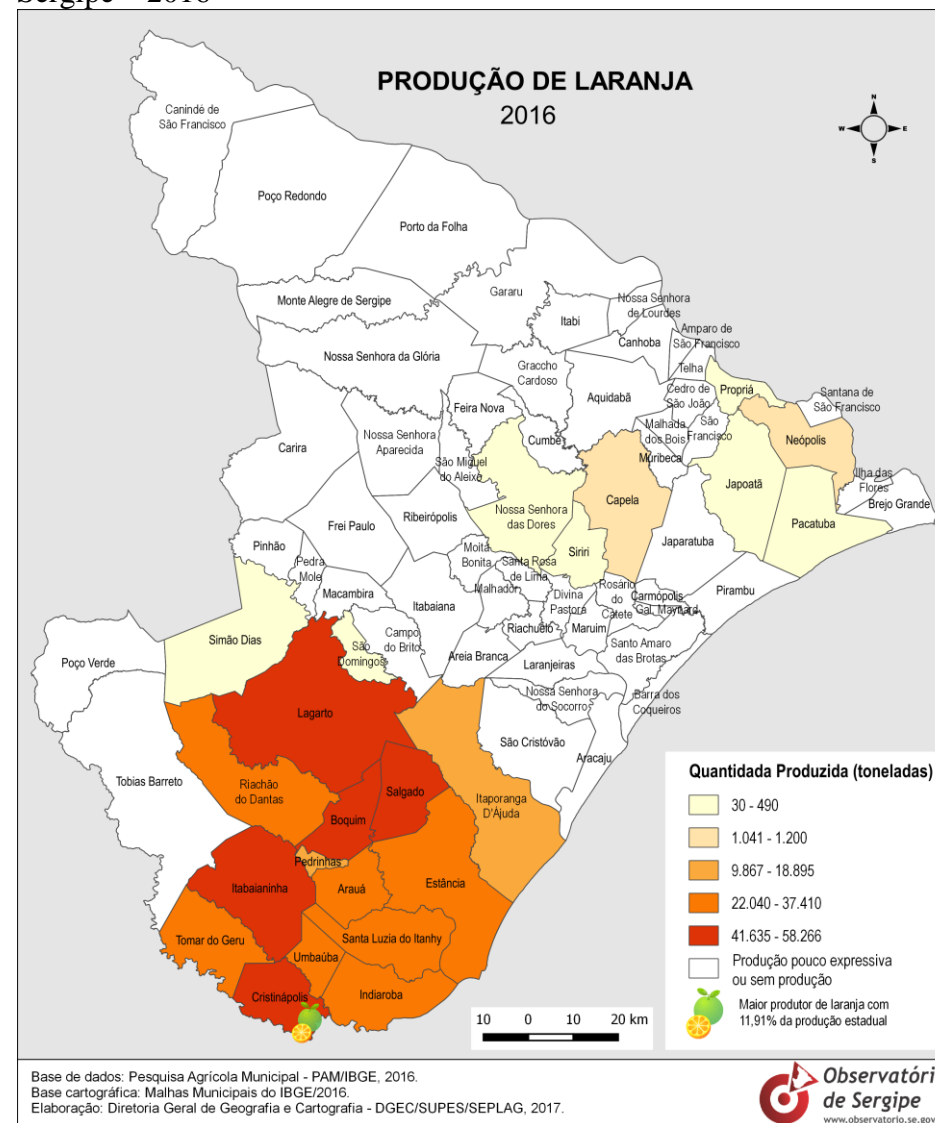 PRODUÇÃO DE LARANJA
2016
N
W
E
S
Canindé de
São Francisco
Poço Redondo
Porto da Folha
Monte Alegre de Sergipe
Gararu
Nossa Senhora
de Lourdes
Itabi
Canhoba
Amparo de
São Francisco
Telha
Nossa Senhora da Glória
Graccho
Cardoso
Aquidabã
Cedro de
São João
Propriá
Santana de
São Francisco
Feira Nova
Malhada
dos Bois
São
Francisco
Neópolis
Carira
Nossa Senhora
Aparecida
Cumbe
Muribeca
São Miguel
do Aleixo
Ilha das
Flores
Brejo Grande
Japoatã
Capela
Nossa Senhora
das Dores
Pacatuba
Frei Paulo
Ribeirópolis
Japaratuba
Pinhão
Pedra
Mole
Moita
Bonita
Siriri
Santa Rosa
de Lima
Macambira
Itabaiana
Malhador
Divina
Pastora
Rosário
do
Catete
Carmópolis
Gal. Maynard
Pirambu
Simão Dias
São
Domingos
Campo
do Brito
Riachuelo
Maruim
Santo Amaro
das Brotas
Poço Verde
Areia Branca
Laranjeiras
Nossa Senhora
do Socorro
Barra dos
Coqueiros
Lagarto
São Cristóvão
Aracaju
Tobias Barreto
Riachão
do Dantas
Salgado
Itaporanga
D'Ájuda
Boquim
Pedrinhas
Itabaianinha
Arauá
Estância
Tomar do Geru
Santa Luzia do Itanhy
Umbaúba
Cristinápolis
Indiaroba
Quantidada Produzida (toneladas)
30 - 490
1.041 - 1.200
9.867 - 18.895
22.040 - 37.410
41.635 - 58.266
Produção pouco expressiva
ou sem produção
Maior produtor de laranja com
11,91% da produção estadual
10 0 10 20 km
Base de dados: Pesquisa Agrícola Municipal - PAM/IBGE, 2016.
Base cartográfica: Malhas Municipais do IBGE/2016.
Elaboração: Diretoria Geral de Geografia e Cartografia - DGEC/SUPES/SEPLAG, 2017.
Observatóri
de Sergipe
www.observatorio.se.gov